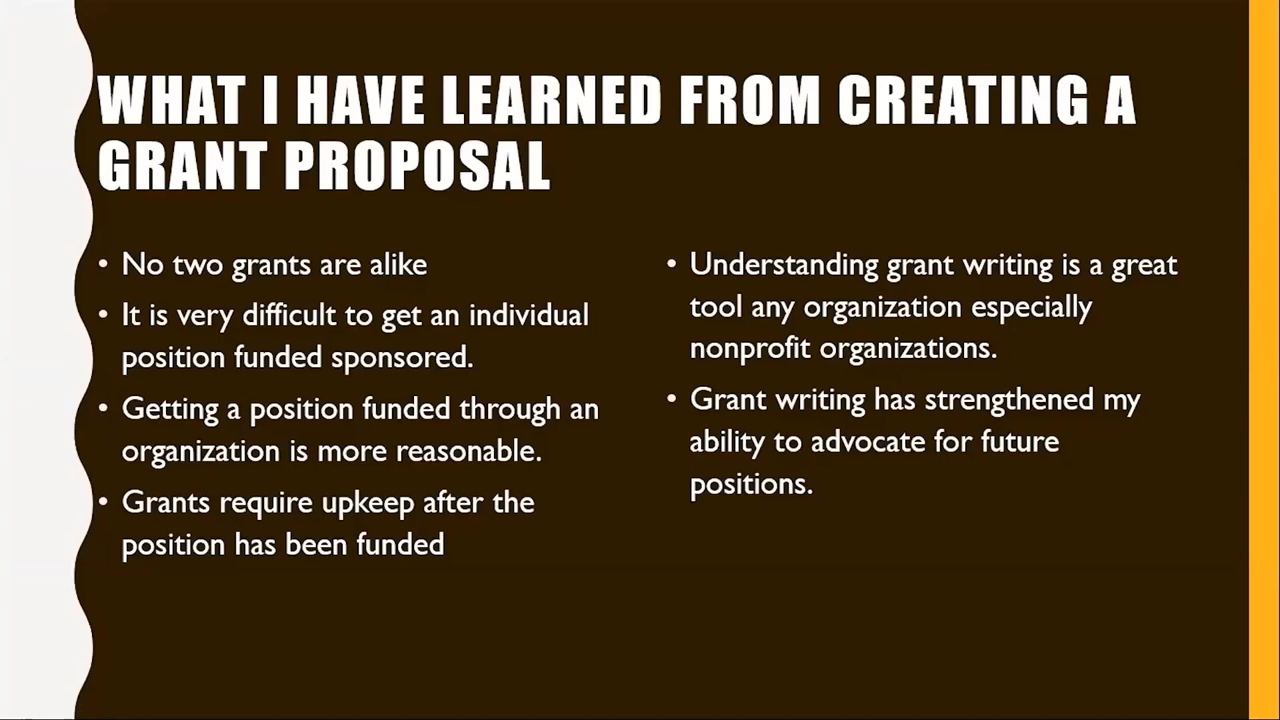 WHAT I HAVE LEARNED FROM CREATING A
GRANT PROPOSAL
• No two grants are alike
• It is very difficult to get an individual
position funded sponsored.
• Getting a position funded through an
organization is more reasonable.
• Grants require upkeep after the
position has been funded
• Understanding grant writing is a great
tool any organization especially
nonprofit organizations.
• Grant writing has strengthened my
ability to advocate for future
positions.